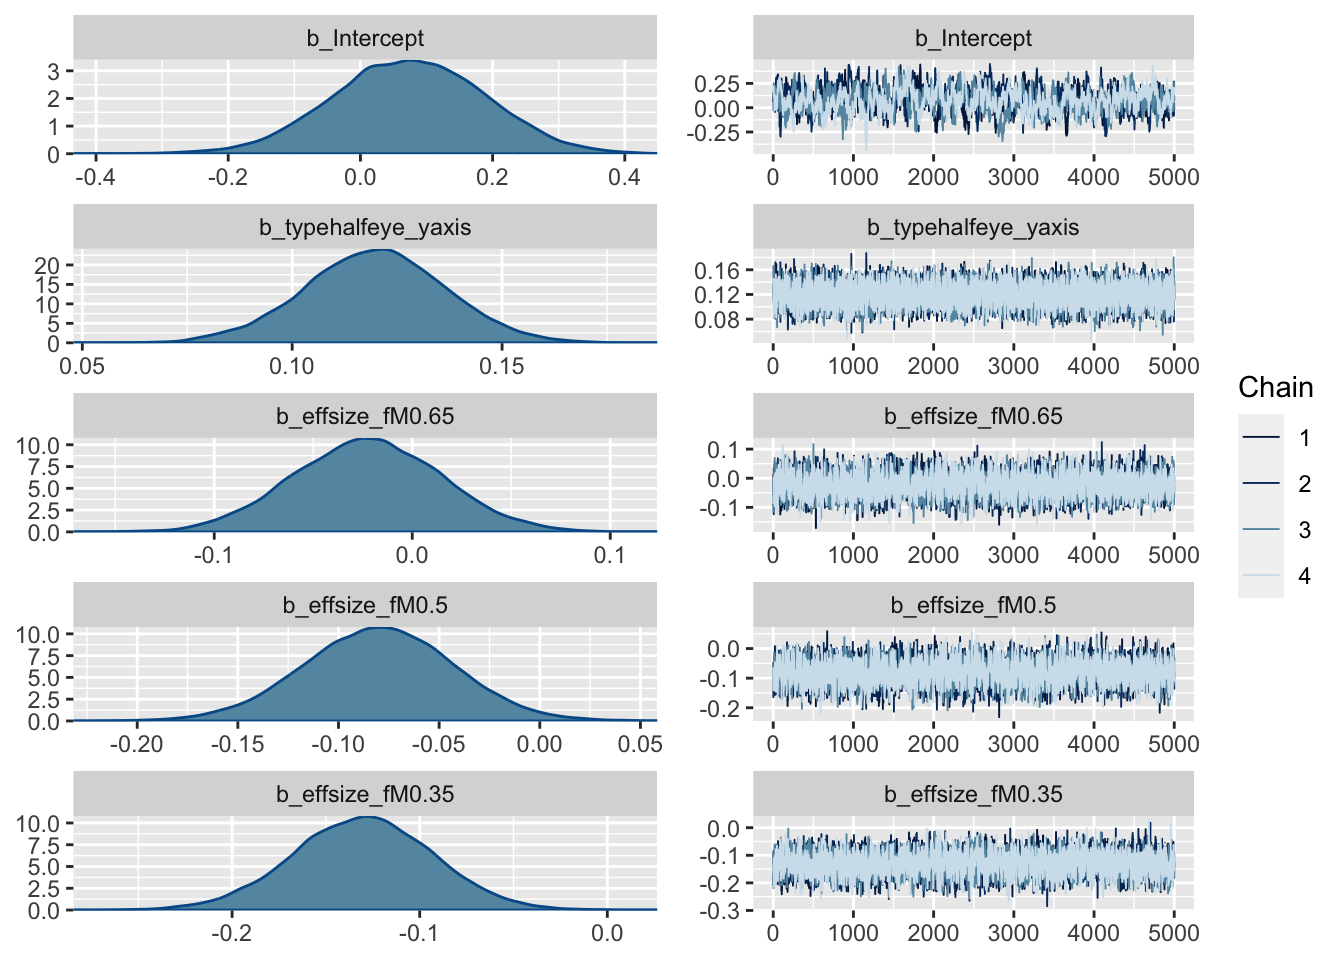 b_Intercept
3
2
1
0
-0.4 -0.2 0.0 0.2 0.4
b_Intercept
0.25
0.00
-0.25
0 1000 2000 3000 4000 5000
b_typehalfeye_yaxis
20
15
10
5
0
0.05 0.10 0.15
b_typehalfeye_yaxis
0.16
0.12
0.08
0 1000 2000 3000 4000 5000
b_effsize_fM0.65
10.0
7.5
5.0
2.5
0.0
-0.1 0.0 0.1
b_effsize_fM0.65
0.1
0.0
-0.1
0 1000 2000 3000 4000 5000
b_effsize_fM0.5
10.0
7.5
5.0
2.5
0.0
-0.20 -0.15 -0.10 -0.05 0.00 0.05
b_effsize_fM0.5
0.0
-0.1
-0.2
0 1000 2000 3000 4000 5000
b_effsize_fM0.35
10.0
7.5
5.0
2.5
0.0
-0.2 -0.1 0.0
b_effsize_fM0.35
0.0
-0.1
-0.2
-0.3
0 1000 2000 3000 4000 5000
Chain
1
2
3
4